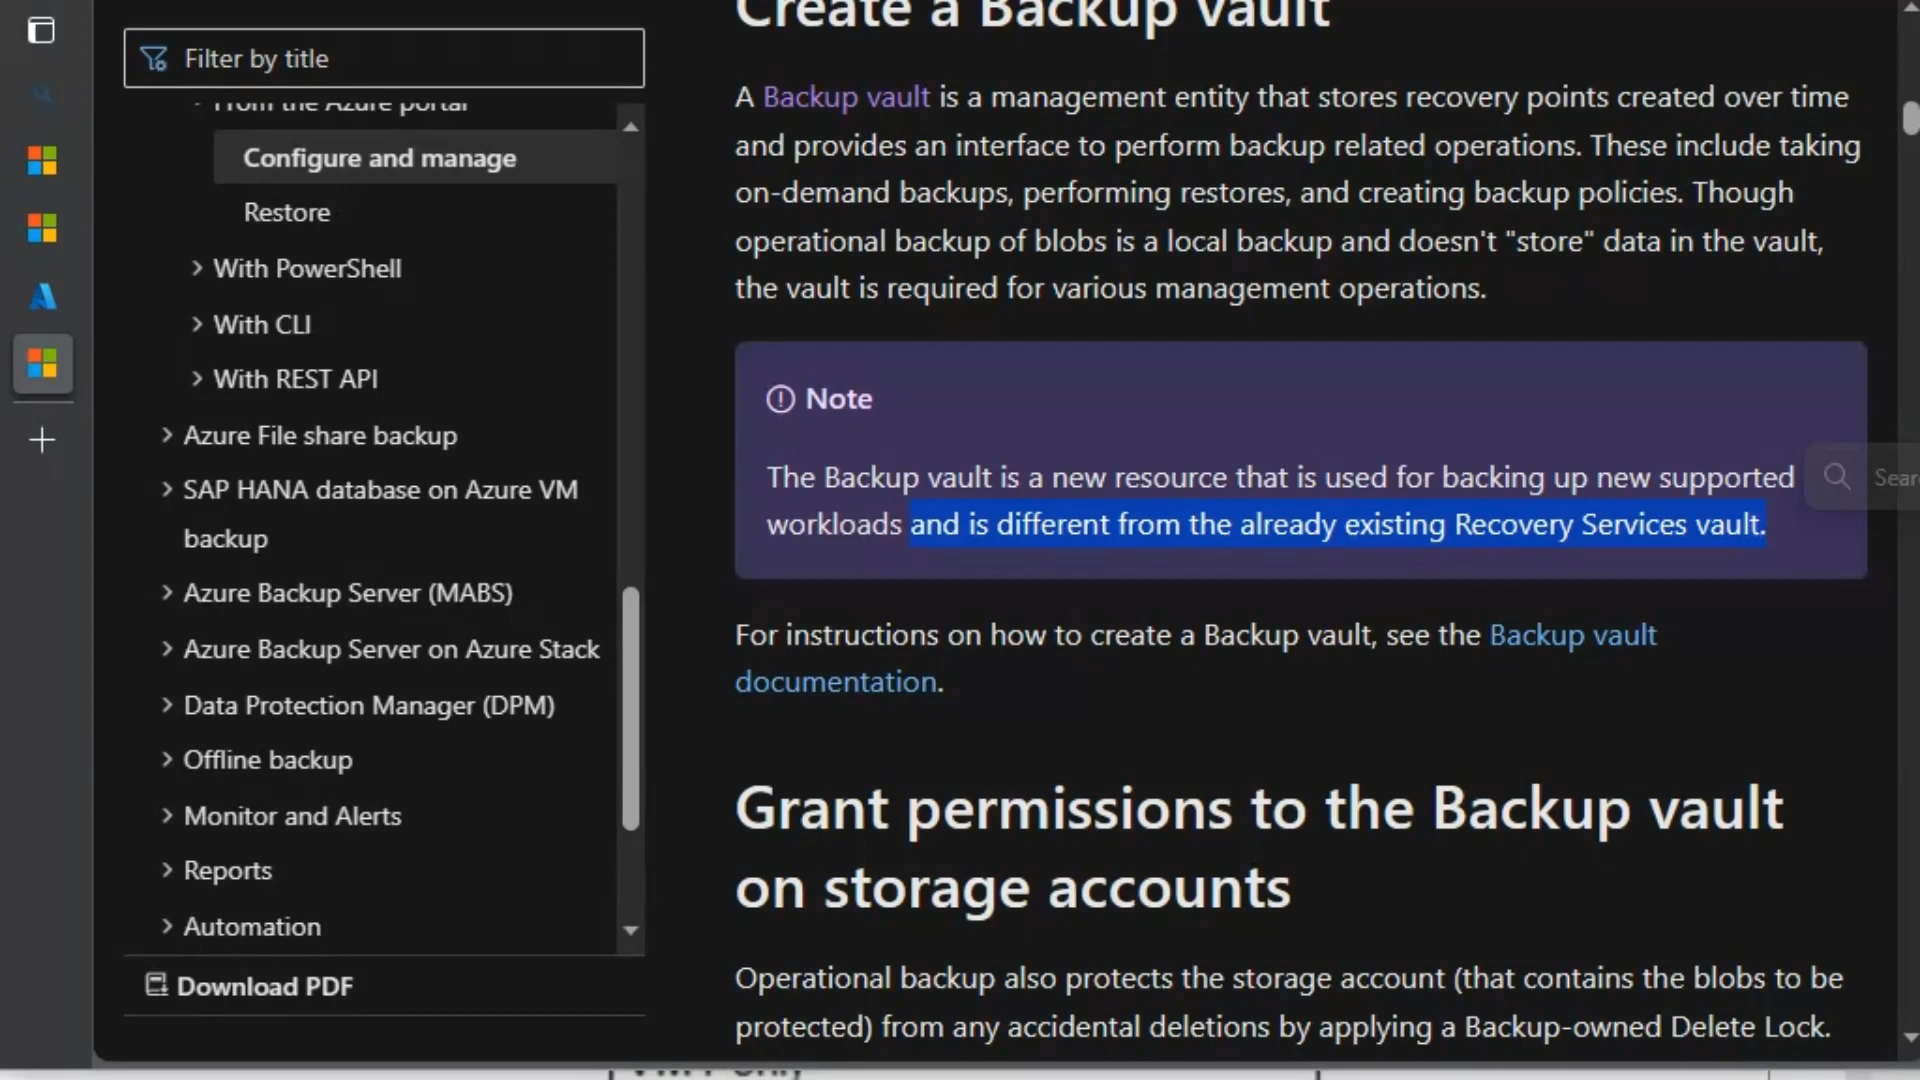 Filter by title
From the Azure portal
Configure and manage
Restore
With PowerShell
With CLI
With REST API
Azure File share backup
SAP HANA database on Azure VM
backup
Azure Backup Server (MABS)
Azure Backup Server on Azure Stack
Data Protection Manager (DPM)
Offline backup
Monitor and Alerts
Reports
Automation
Download PDF
Create a Backup vault
A Backup vault is a management entity that stores recovery points created over time
and provides an interface to perform backup related operations. These include taking
on-demand backups, performing restores, and creating backup policies. Though
operational backup of blobs is a local backup and doesn't "store" data in the vault,
the vault is required for various management operations.
Note
The Backup vault is a new resource that is used for backing up new supported
workloads and is different from the already existing Recovery Services vault.
For instructions on how to create a Backup vault, see the Backup vault
documentation.
Grant permissions to the Backup vault
on storage accounts
Operational backup also protects the storage account (that contains the blobs to be
protected) from any accidental deletions by applying a Backup-owned Delete Lock.